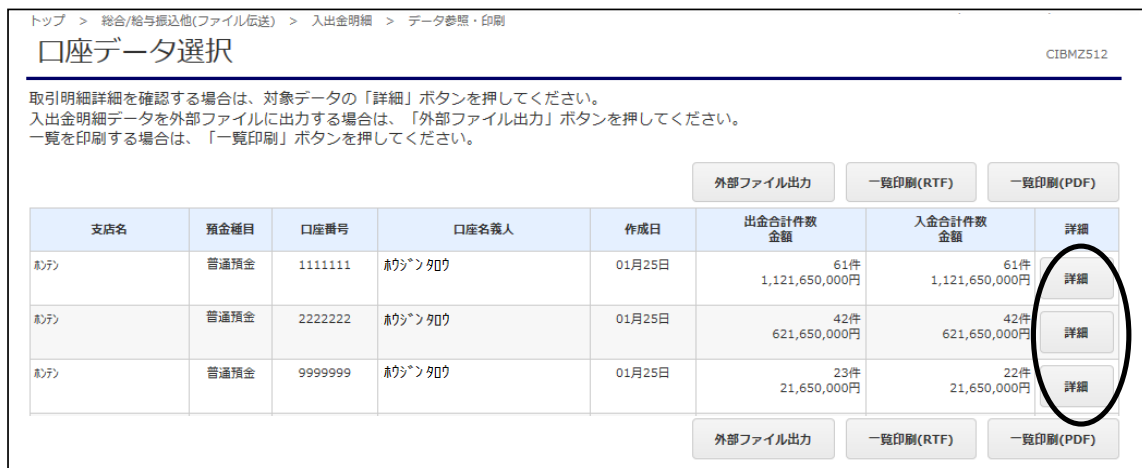 トップ > 総合/給与振込他(ファイル伝送) > 入出金明細 > データ参照・印刷
口座データ選択
CIBMZ512
取引明細詳細を確認する場合は、対象データの「詳細」ボタンを押してください。
入出金明細データを外部ファイルに出力する場合は、「外部ファイル出力」ボタンを押してください。
一覧を印刷する場合は、「一覧印刷」ボタンを押してください。
外部ファイル出力 一覧印刷(RTF) 一覧印刷(PDF)
支店名 預金種目 口座番号 口座名義人 作成日 出金合計件数 入金合計件数 詳細
金額 金額
ﾎﾝﾃﾝ 普通預金 1111111 ﾎｳｼﾞﾝ ﾀﾛｳ 01月25日 61件 61件 詳細
1,121,650,000円 1,121,650,000円
ﾎﾝﾃﾝ 普通預金 2222222 ﾎｳｼﾞﾝ ﾀﾛｳ 01月25日 42件 42件 詳細
621,650,000円 621,650,000円
ﾎﾝﾃﾝ 普通預金 9999999 ﾎｳｼﾞﾝ ﾀﾛｳ 01月25日 23件 22件 詳細
21,650,000円 21,650,000円
外部ファイル出力 一覧印刷(RTF) 一覧印刷(PDF)